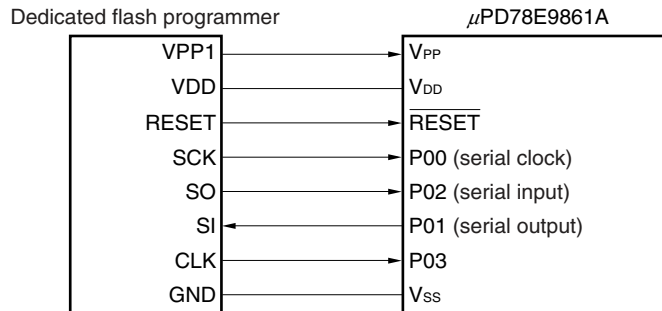 Dedicated flash programmer μPD78E9861A
VPP1 VPP
VDD VDD
RESET RESET
SCK P00 (serial clock)
SO P02 (serial input)
SI P01 (serial output)
CLK P03
GND VSS